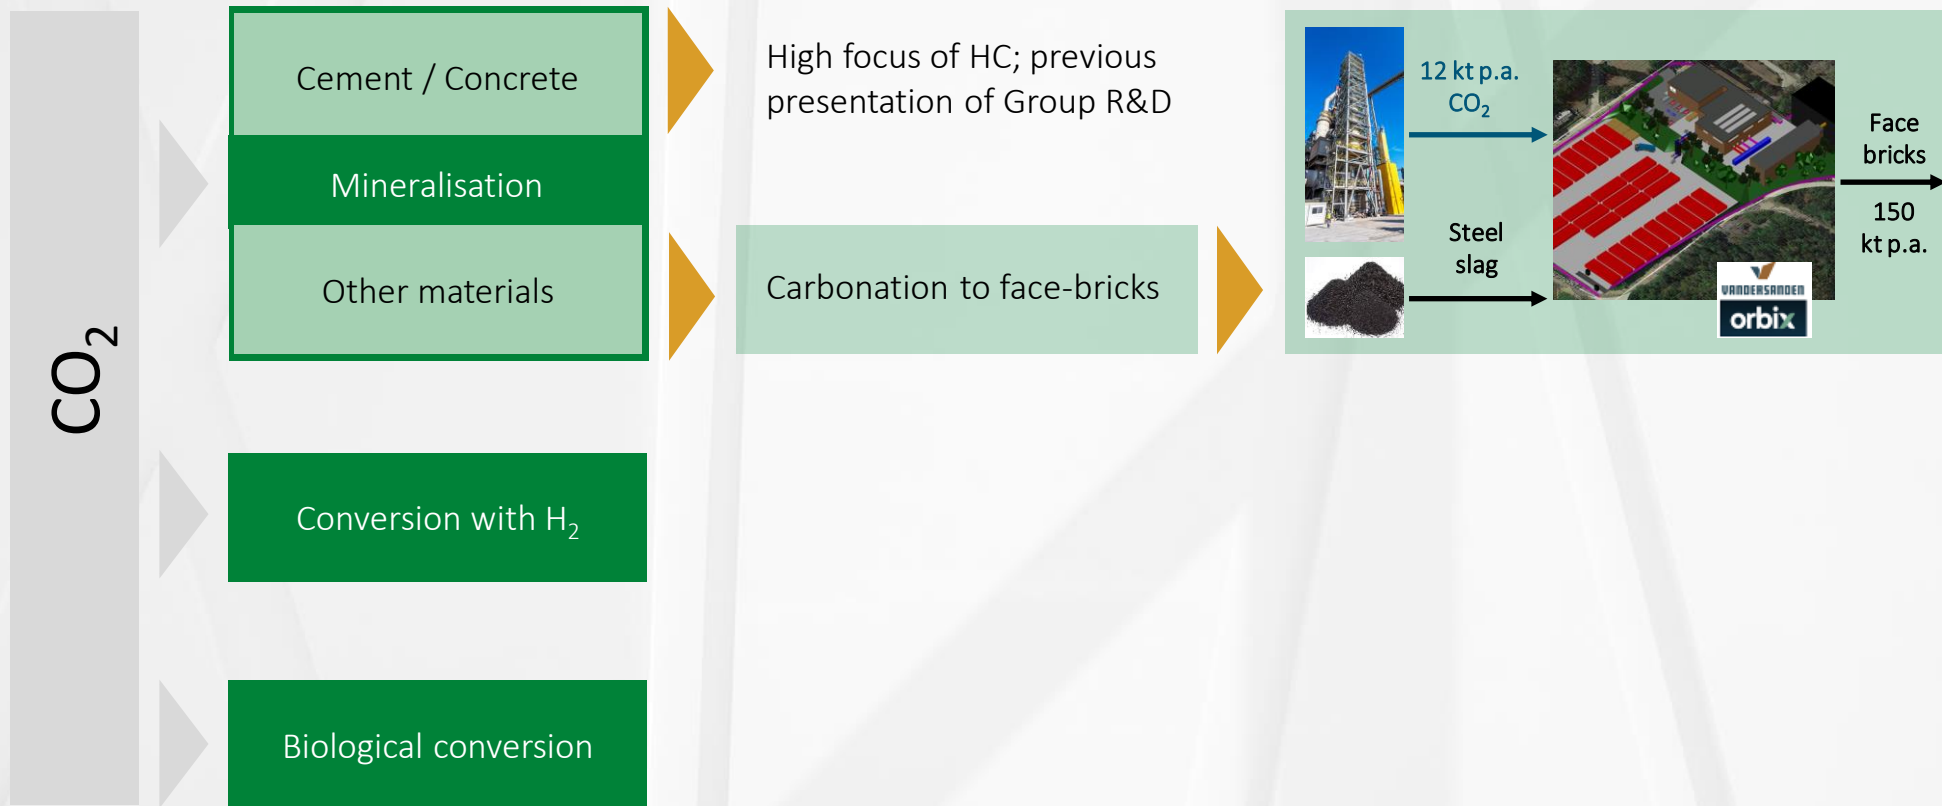 CO₂
Cement / Concrete
Mineralisation
Other materials
Conversion with H₂
Biological conversion
High focus of HC; previous
presentation of Group R&D
Carbonation to face-bricks
12 kt p.a.
CO₂
Steel
slag
VANDERSANDEN
orbix
Face
bricks
150
kt p.a.